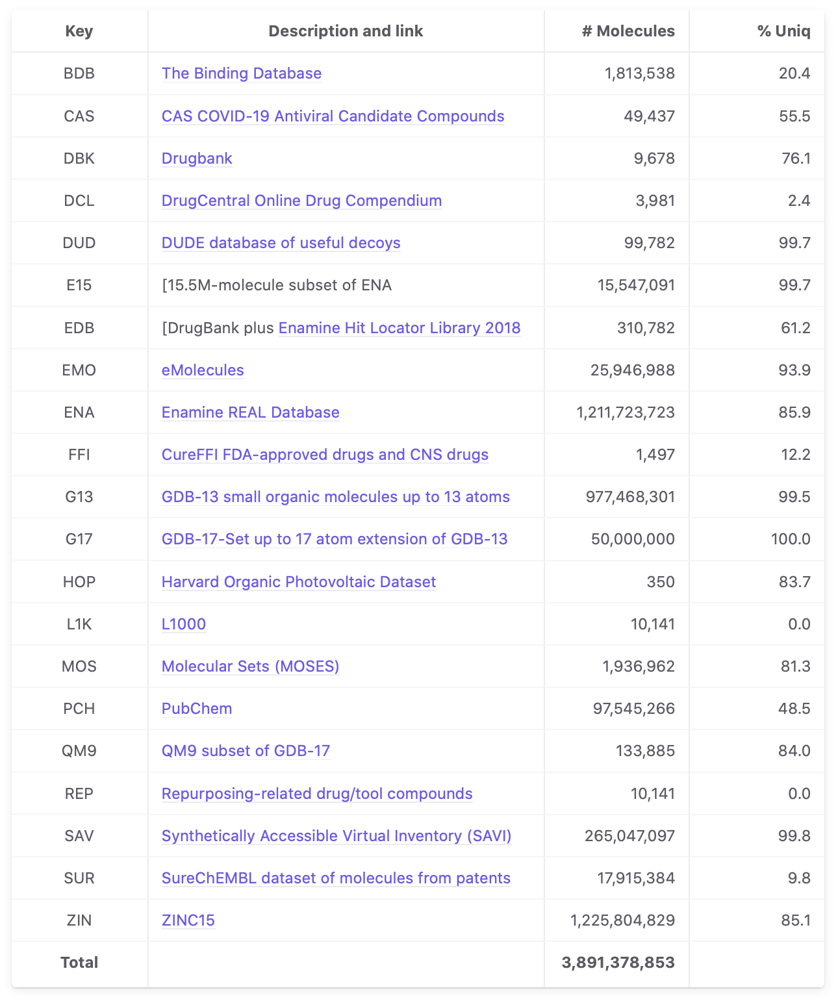 Key Description and link # Molecules % Uniq
BDB The Binding Database 1,813,538 20.4
CAS CAS COVID-19 Antiviral Candidate Compounds 49,437 55.5
DBK Drugbank 9,678 76.1
DCL DrugCentral Online Drug Compendium 3,981 2.4
DUD DUDE database of useful decoys 99,782 99.7
E15 [15.5M-molecule subset of ENA 15,547,091 99.7
EDB [DrugBank plus Enamine Hit Locator Library 2018 310,782 61.2
EMO eMolecules 25,946,988 93.9
ENA Enamine REAL Database 1,211,723,723 85.9
FFI CureFFI FDA-approved drugs and CNS drugs 1,497 12.2
G13 GDB-13 small organic molecules up to 13 atoms 977,468,301 99.5
G17 GDB-17-Set up to 17 atom extension of GDB-13 50,000,000 100.0
HOP Harvard Organic Photovoltaic Dataset 350 83.7
L1K L1000 10,141 0.0
MOS Molecular Sets (MOSES) 1,936,962 81.3
PCH PubChem 97,545,266 48.5
QM9 QM9 subset of GDB-17 133,885 84.0
REP Repurposing-related drug/tool compounds 10,141 0.0
SAV Synthetically Accessible Virtual Inventory (SAVI) 265,047,097 99.8
SUR SureChEMBL dataset of molecules from patents 17,915,384 9.8
ZIN ZINC15 1,225,804,829 85.1
Total 3,891,378,853